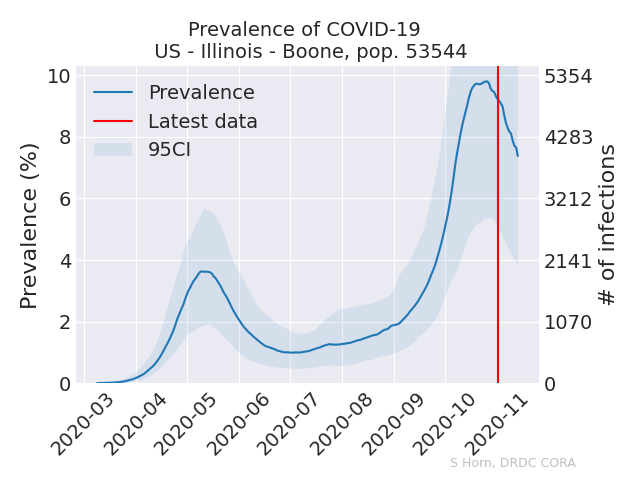 Prevalence of COVID-19
US - Illinois - Boone, pop. 53544
Prevalence
Latest data
95CI
Prevalence (%)
10
8
6
4
2
0
5354
4283
3212
2141
1070
0
# of infections
2020-03
2020-04
2020-05
2020-06
2020-07
2020-08
2020-09
2020-10
2020-11
S Horn, DRDC CORA